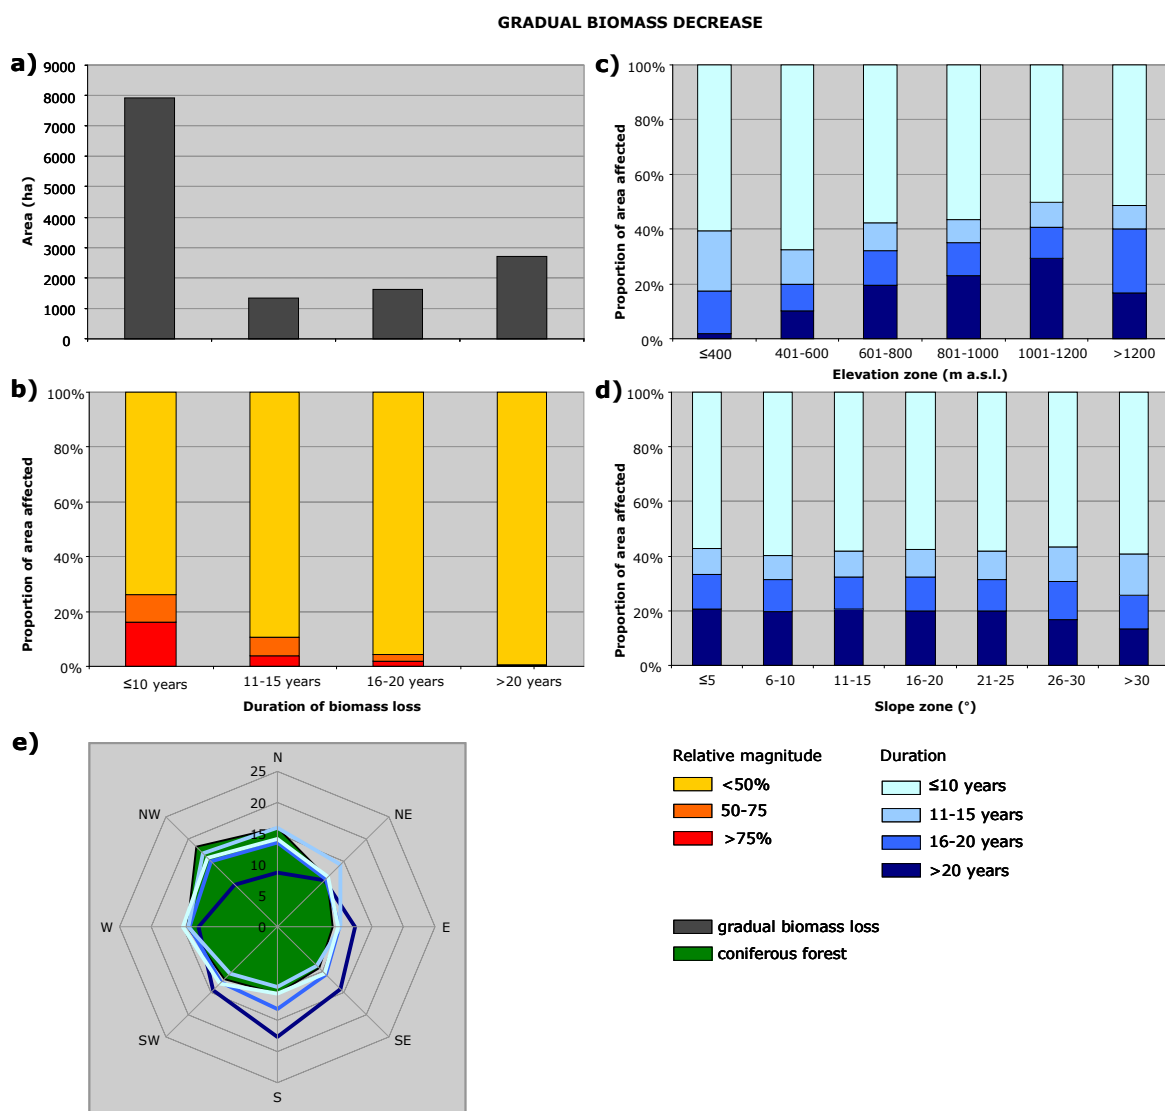 GRADUAL BIOMASS DECREASE
a)
9000
8000
7000
6000
5000
4000
3000
2000
1000
0
Area (ha)
b)
100%
80%
60%
40%
20%
0%
Proportion of area affected
≤10 years
11-15 years
16-20 years
>20 years
Duration of biomass loss
c)
100%
80%
60%
40%
20%
0%
Proportion of area affected
≤400
401-600
601-800
801-1000
1001-1200
>1200
Elevation zone (m a.s.l.)
d)
100%
80%
60%
40%
20%
0%
Proportion of area affected
≤5
6-10
11-15
16-20
21-25
26-30
>30
Slope zone (°)
e)
N
NE
E
SE
S
SW
W
NW
25
20
15
10
5
0
Relative magnitude
<50%
50-75
>75%
Duration
≤10 years
11-15 years
16-20 years
>20 years
gradual biomass loss
coniferous forest